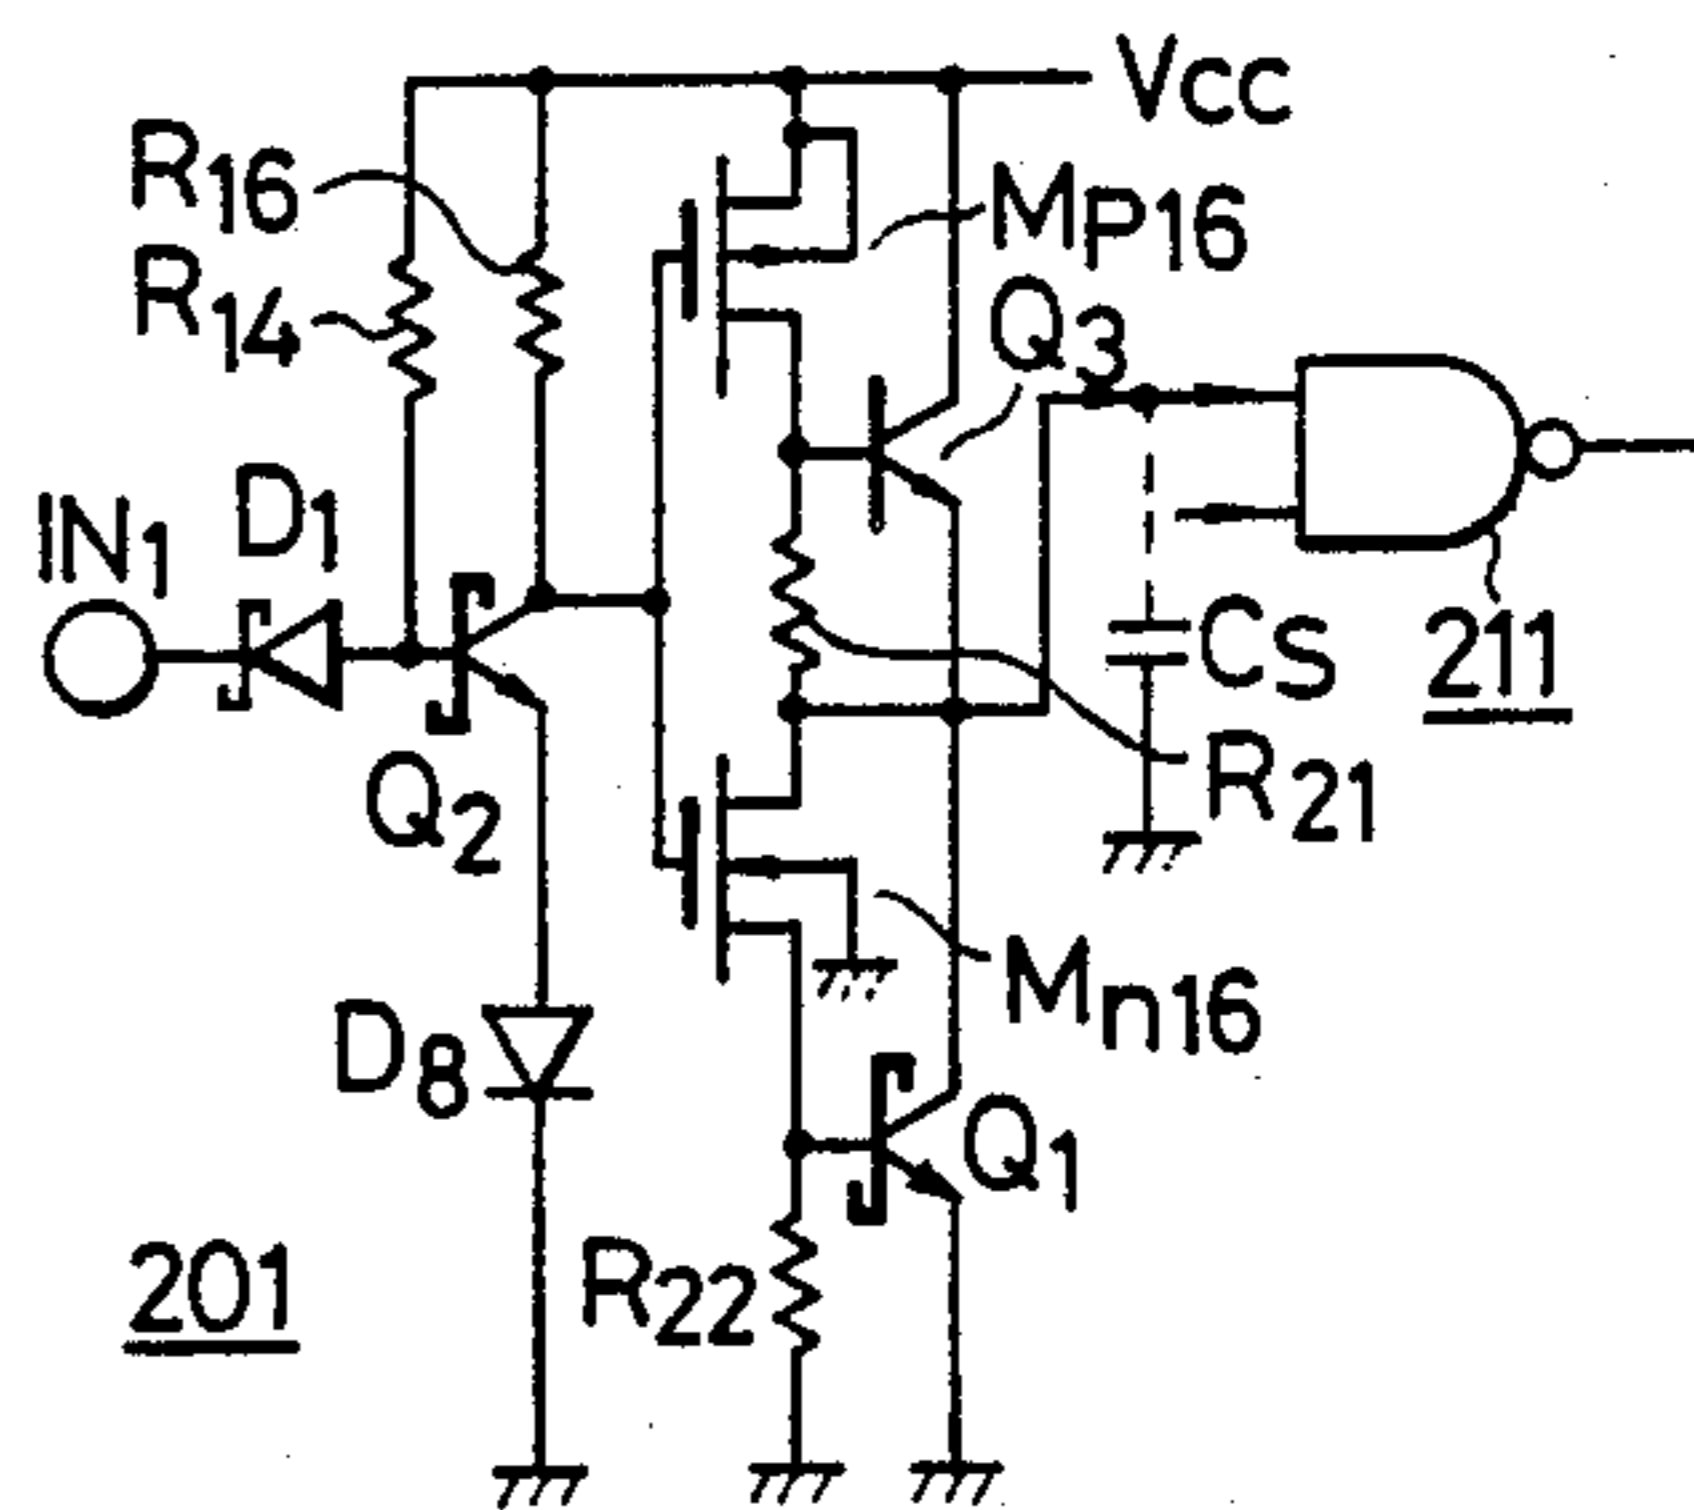 Vcc
R16
MP16
R14
Q3
IN1
D1
CS
211
Q2
R21
Mn16
D8
Q1
R22
201